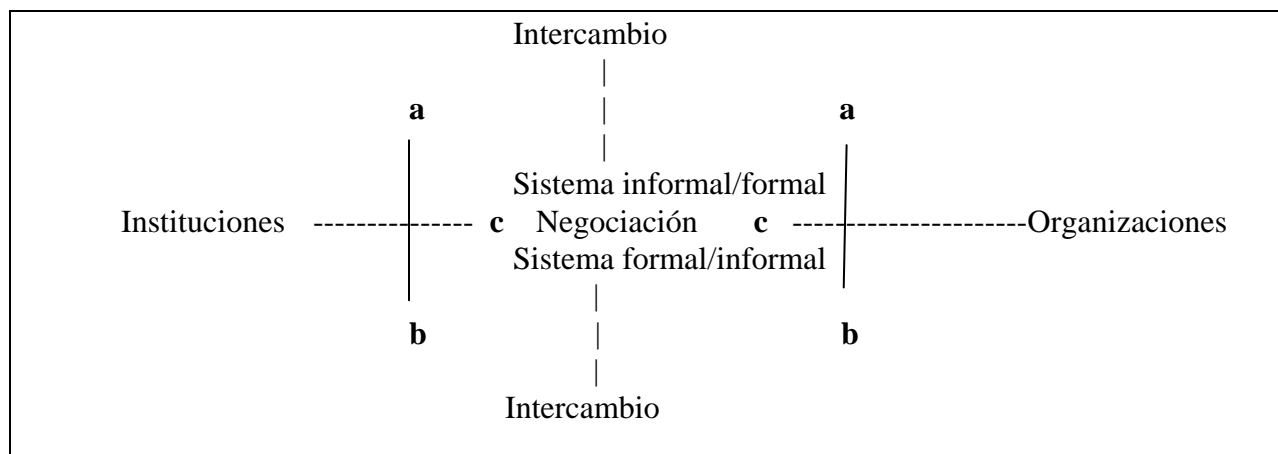 Intercambio
a a
Sistema informal/formal
Instituciones ------------------- c Negociación c ----------------------------Organizaciones
Sistema formal/informal
b b
Intercambio